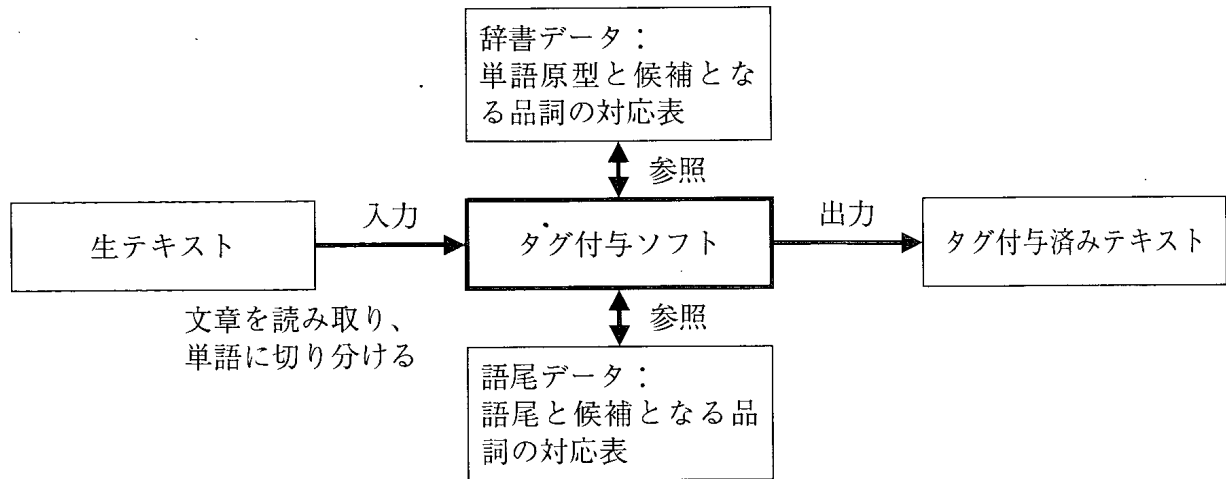 辞書データ：
単語原型と候補とな
る品詞の対応表
参照
生テキスト
入力
タグ付与ソフト
出力
タグ付与済みテキスト
文章を読み取り、
単語に切り分ける
参照
語尾データ：
語尾と候補となる品
詞の対応表